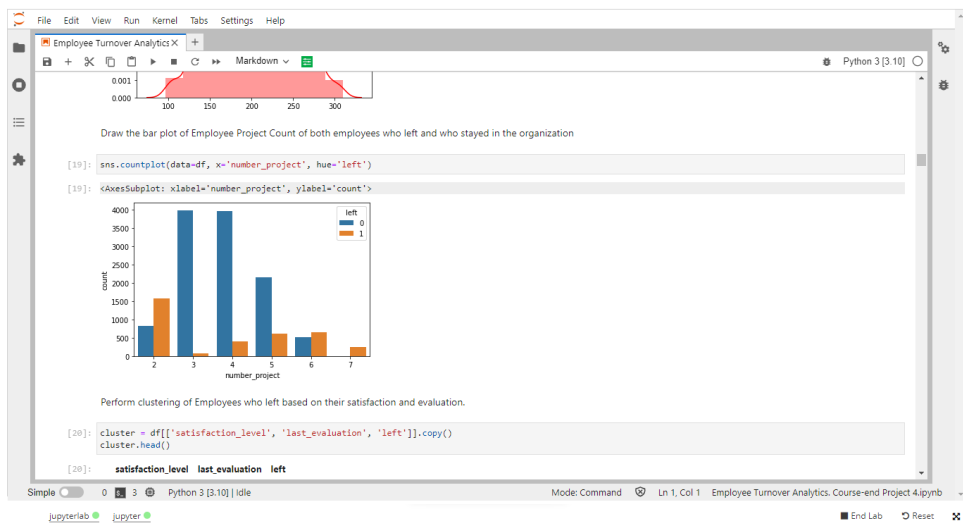 File Edit View Run Kernel Tabs Settings Help
Employee Turnover Analytics
Markdown
Python 3 [3.10]
0.001
0.000
100 150 200 250 300
Draw the bar plot of Employee Project Count of both employees who left and who stayed in the organization
[19]: sns.countplot(data=df, x='number_project', hue='left')
[19]: <AxesSubplot: xlabel='number_project', ylabel='count'>
4000
3500
3000
2500
2000
1500
1000
500
0
count
left
0
1
2 3 4 5 6 7
number_project
Perform clustering of Employees who left based on their satisfaction and evaluation.
[20]: cluster = df[['satisfaction_level', 'last_evaluation', 'left']].copy()
cluster.head()
[20]: satisfaction_level last_evaluation left
Simple 0 3 Python 3 [3.10] | Idle Mode: Command Ln 1, Col 1 Employee Turnover Analytics. Course-end Project 4.ipynb
jupyterlab jupyter End Lab Reset